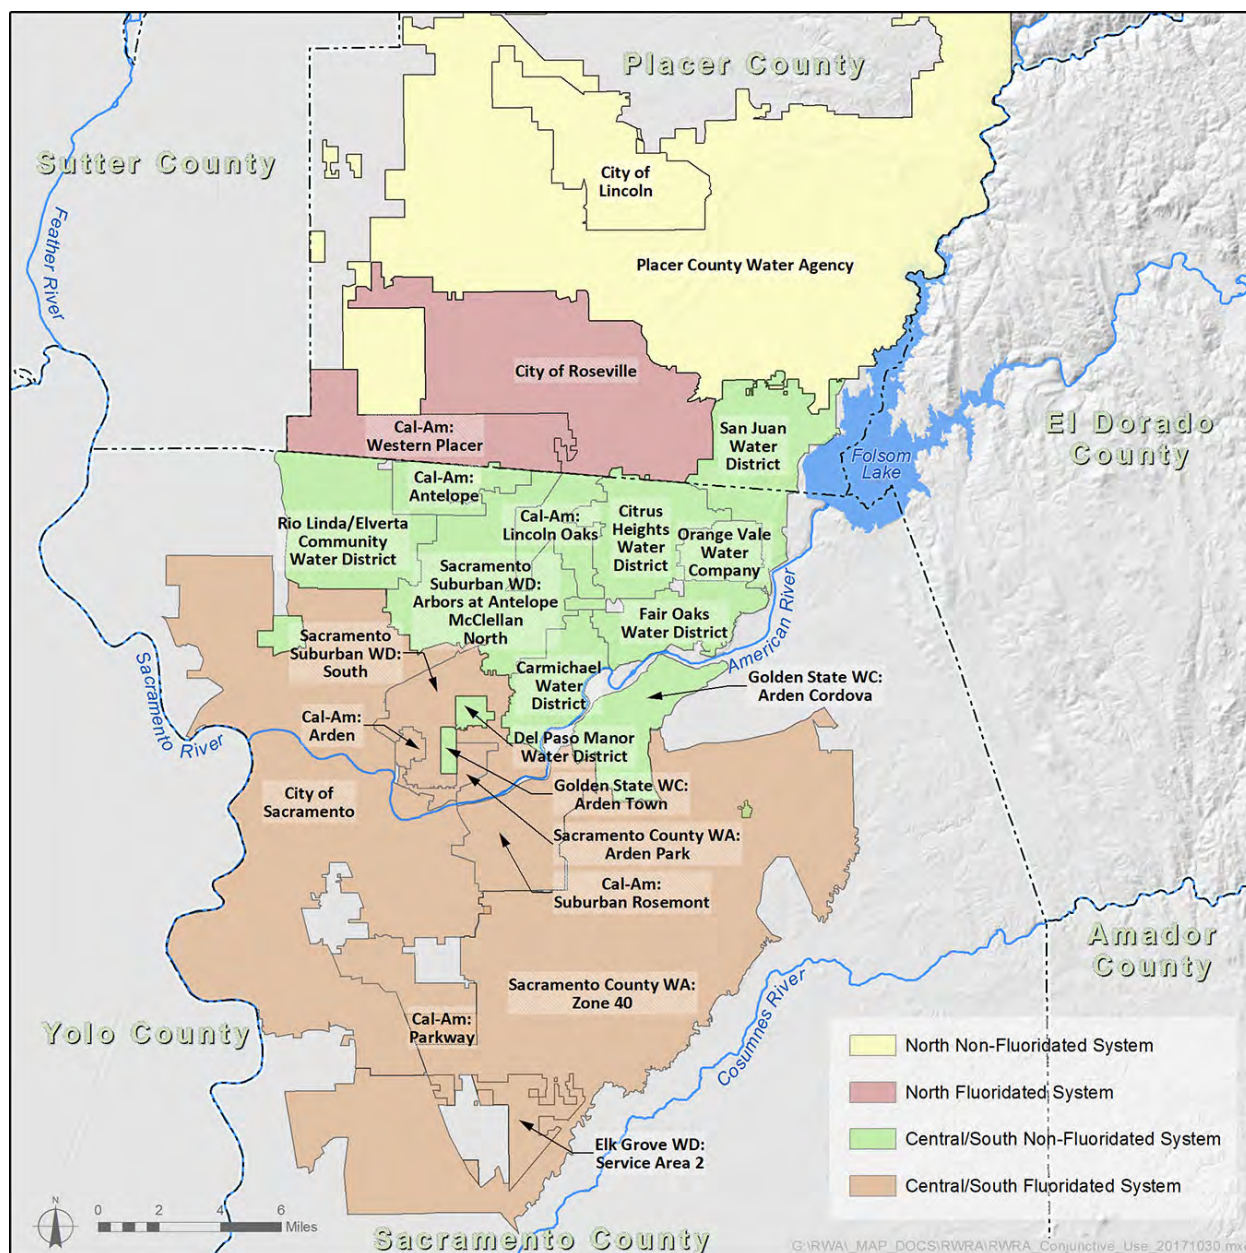 Placer County
Sutter County
City of
Lincoln
Feather River
Placer County Water Agency
City of Roseville
Cal-Am:
Western Placer
San Juan
Water
District
El Dorado
County
Folsom
Lake
Cal-Am:
Antelope
Cal-Am:
Lincoln Oaks
Citrus
Heights
Water
District
Orange Vale
Water
Company
Rio Linda/Elverta
Community
Water District
Sacramento
Suburban WD:
Arbors at Antelope
McClellan
North
Fair Oaks
Water District
American River
Sacramento
Suburban WD:
South
Sacramento
River
Carmichael
Water
District
Golden State WC:
Arden Cordova
Cal-Am:
Arden
Del Paso Manor
Water District
City of
Sacramento
Golden State WC:
Arden Town
Sacramento County WA:
Arden Park
Cal-Am:
Suburban Rosemont
Amador
County
Sacramento County WA:
Zone 40
Cosumnes River
Yolo County
Cal-Am:
Parkway
North Non-Fluoridated System
North Fluoridated System
Central/South Non-Fluoridated System
Central/South Fluoridated System
Elk Grove WD:
Service Area 2
N
0 2 4 6
Miles
Sacramento County
G:\RWA\_MAP_DOCS\RWRA\RWRA_Conjunctive_Use_20171030.mxd